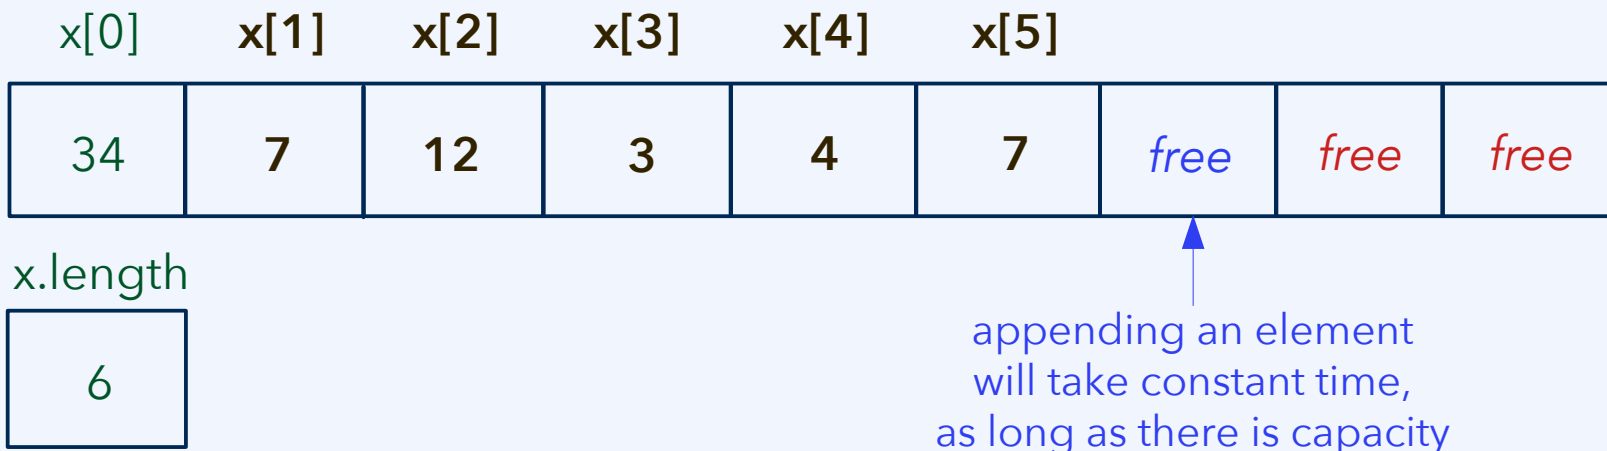 x[0] x[1] x[2] x[3] x[4] x[5]
34 7 12 3 4 7 free free free
x.length
6
appending an element
will take constant time,
as long as there is capacity